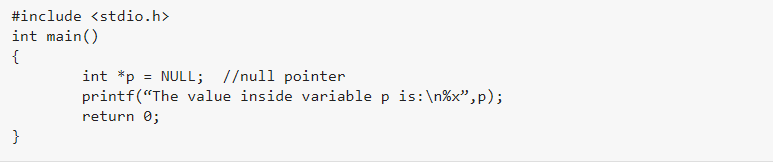 #include <stdio.h>
int main()
{
        int *p = NULL;  //null pointer
        printf(“The value inside variable p is:\n%x”,p);
        return 0;
}